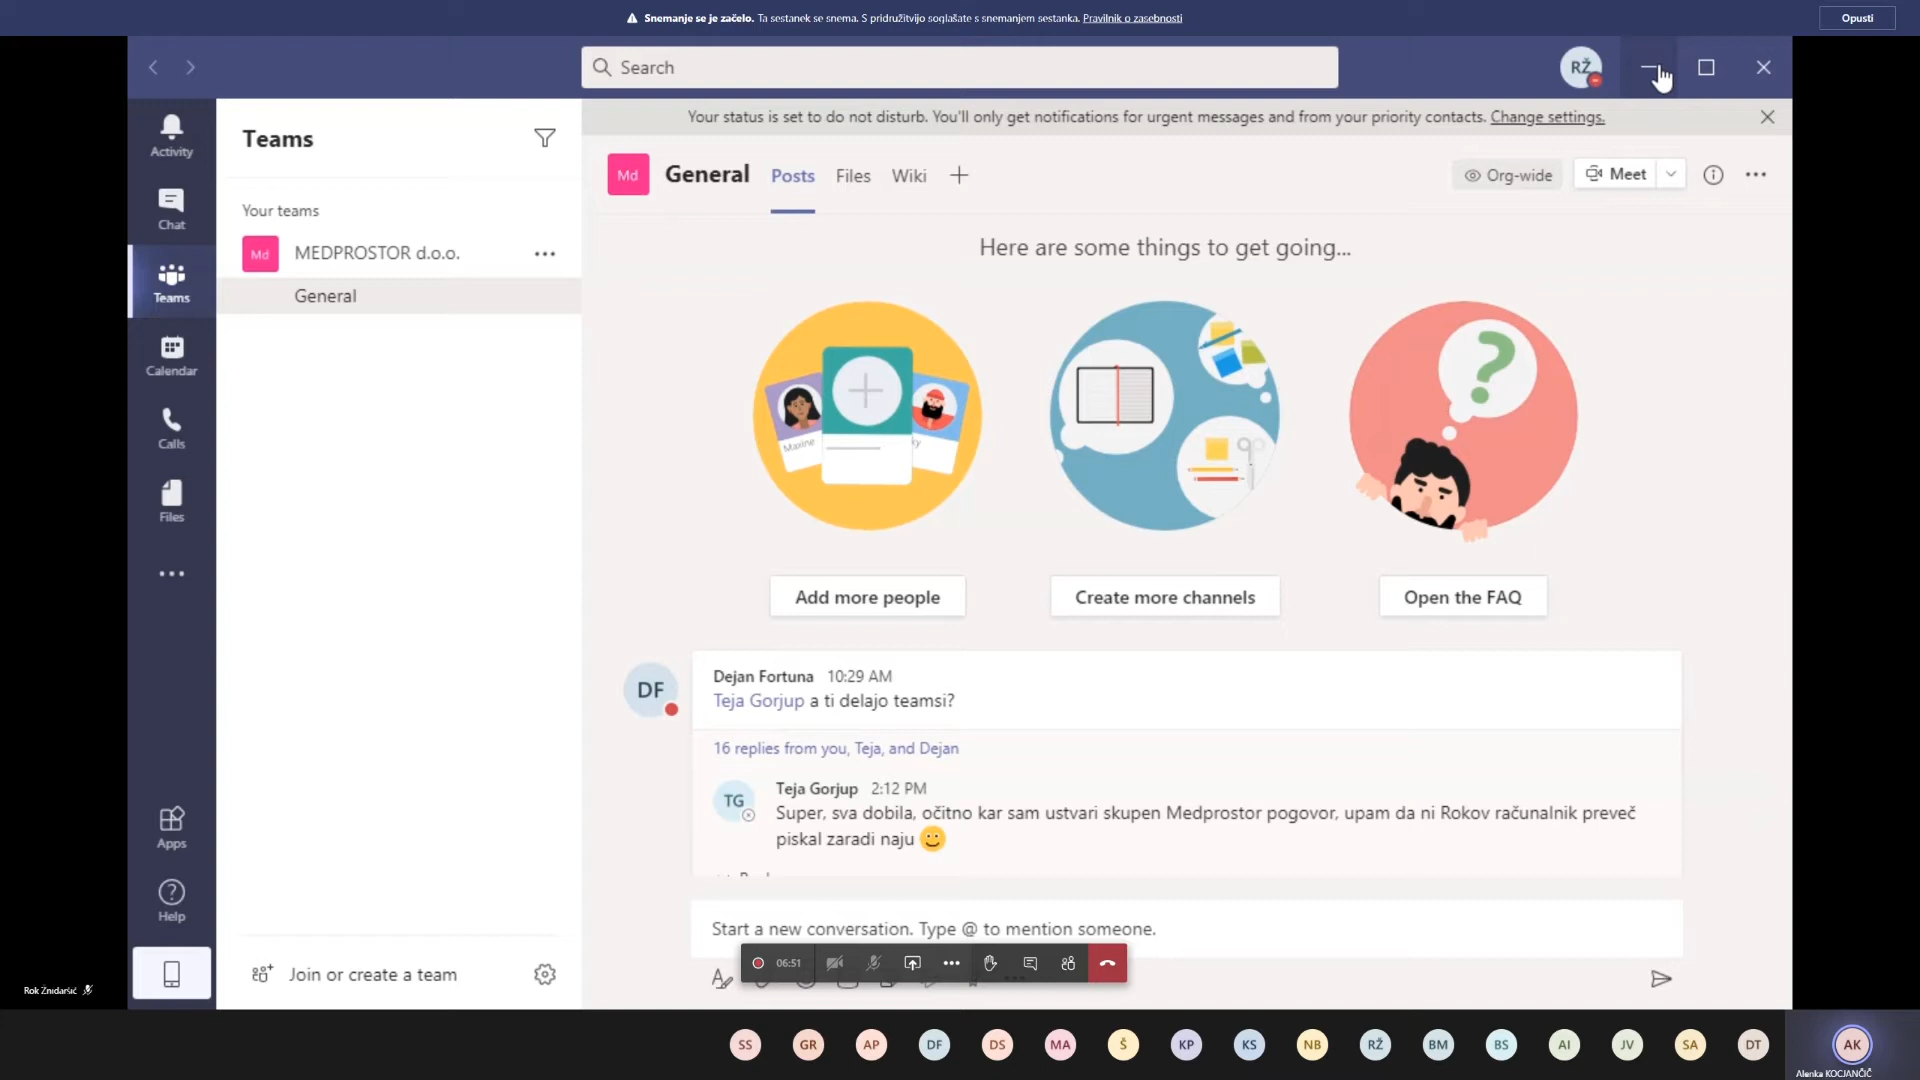 Snemanje se je začelo. Ta sestanek se snema. S pridružitvijo soglašate s snemanjem sestanka. Pravilnik o zasebnosti
Opusti
Search
RŽ
Activity
Chat
Teams
Calendar
Calls
Files
Apps
Help
Teams
Your teams
Md MEDPROSTOR d.o.o.
General
Join or create a team
Your status is set to do not disturb. You'll only get notifications for urgent messages and from your priority contacts. Change settings.
Md General Posts Files Wiki
Org-wide
Meet
Here are some things to get going...
Maxine
Add more people
Create more channels
Open the FAQ
DF
Dejan Fortuna 10:29 AM
Teja Gorjup a ti delajo teamsi?
16 replies from you, Teja, and Dejan
TG
Teja Gorjup 2:12 PM
Super, sva dobila, očitno kar sam ustvari skupen Medprostor pogovor, upam da ni Rokov računalnik preveč
piskal zaradi naju
Start a new conversation. Type @ to mention someone.
06:51
Rok Žnidaršič
SS GR AP DF DS MA Š KP KS NB RŽ BM BS AI JV SA DT AK
Alenka KOCJANČIČ